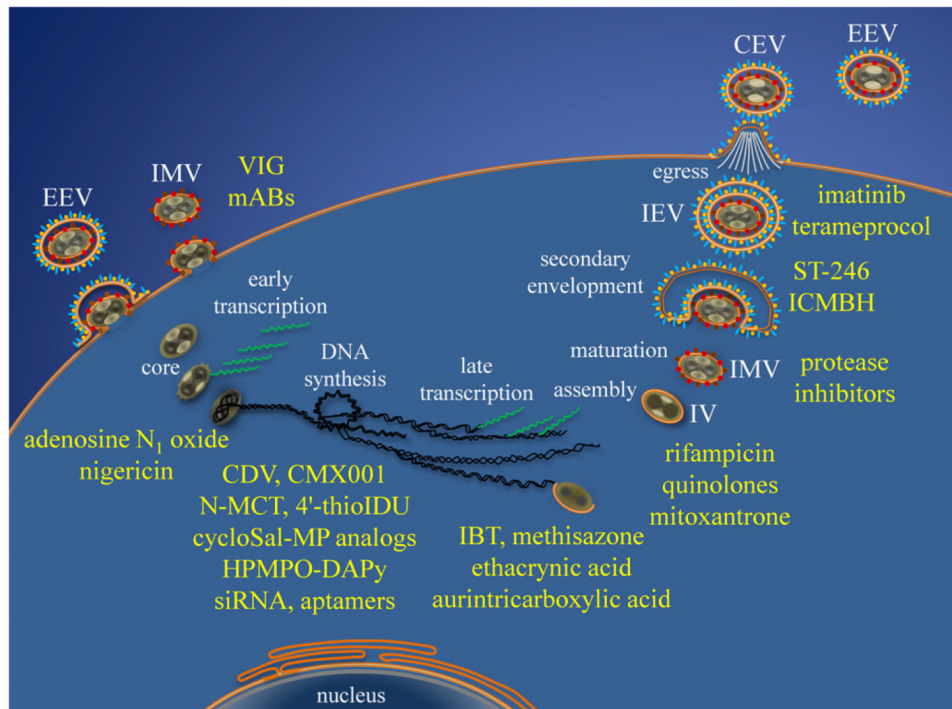 CEV
EEV
VIG
mABs
IMV
EEV
egress
IEV
imatinib
terameprocol
secondary
envelopment
ST-246
ICMBH
early
transcription
core
DNA
synthesis
late
transcription
maturation
IMV
assembly
IV
protease
inhibitors
adenosine N₁ oxide
nigericin
CDV, CMX001
N-MCT, 4'-thioIDU
cycloSal-MP analogs
HPMPO-DAPy
siRNA, aptamers
IBT, methisazone
ethacrynic acid
aurintricarboxylic acid
rifampicin
quinolones
mitoxantrone
nucleus